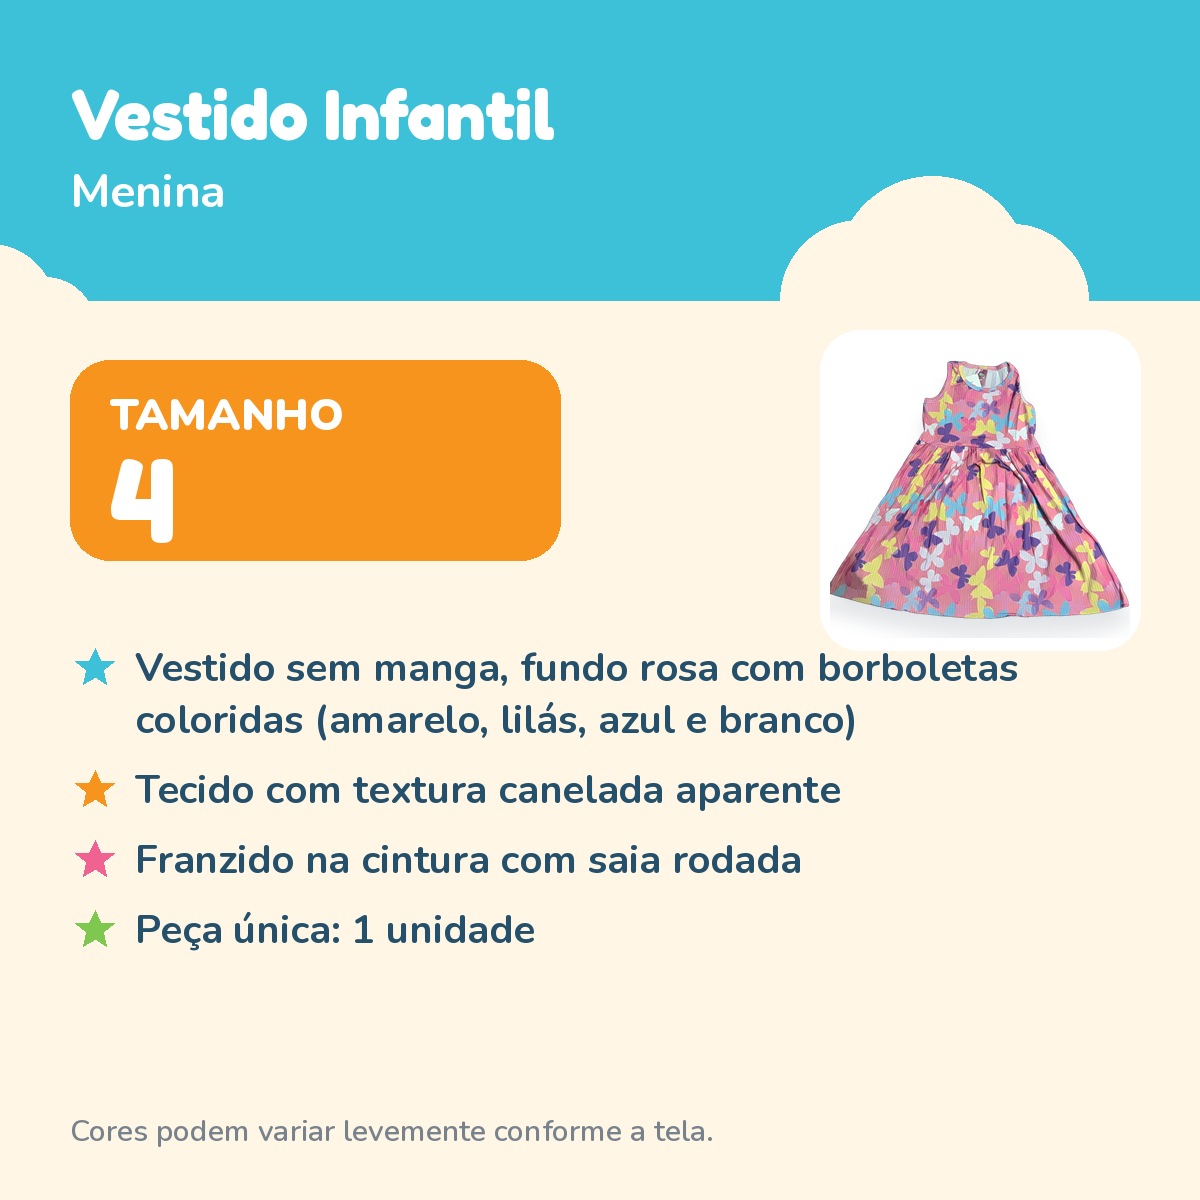 Vestido Infantil
Menina
TAMANHO
4
Vestido sem manga, fundo rosa com borboletas
coloridas (amarelo, lilás, azul e branco)
Tecido com textura canelada aparente
Franzido na cintura com saia rodada
Peça única: 1 unidade
Cores podem variar levemente conforme a tela.